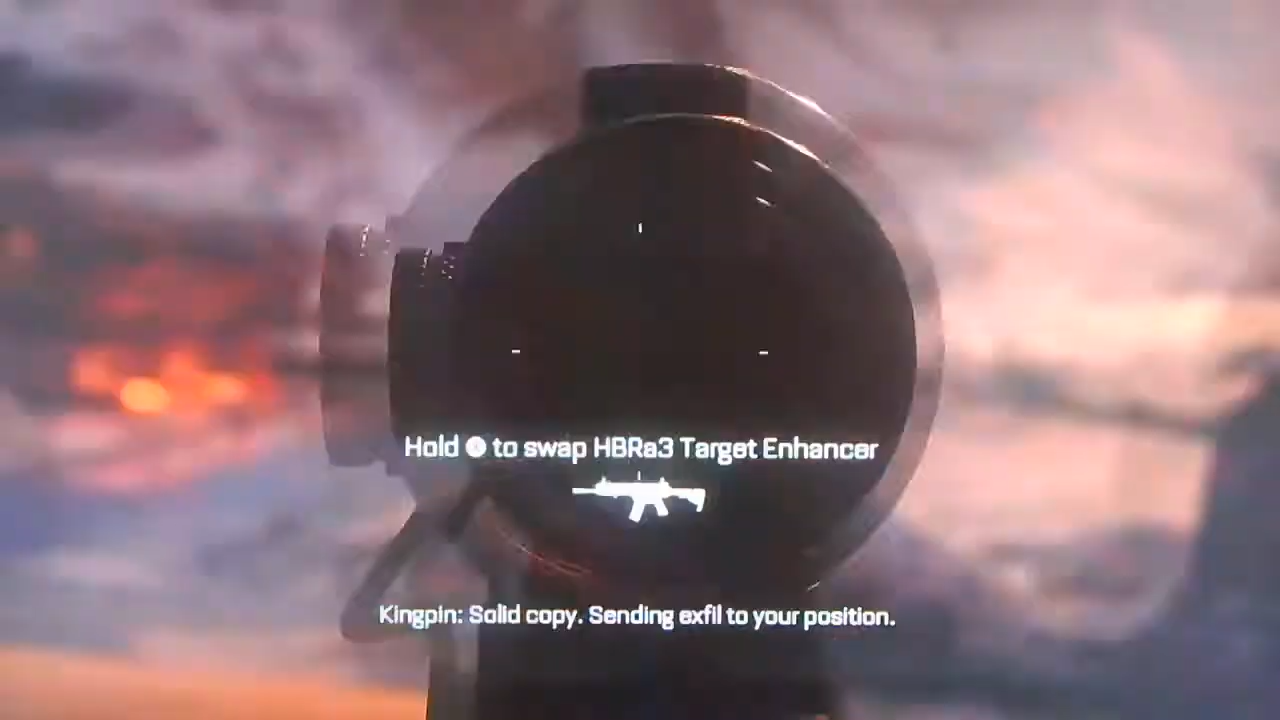 Hold to swap HBRa3 Target Enhancer
Kingpin: Solid copy. Sending exfil to your position.